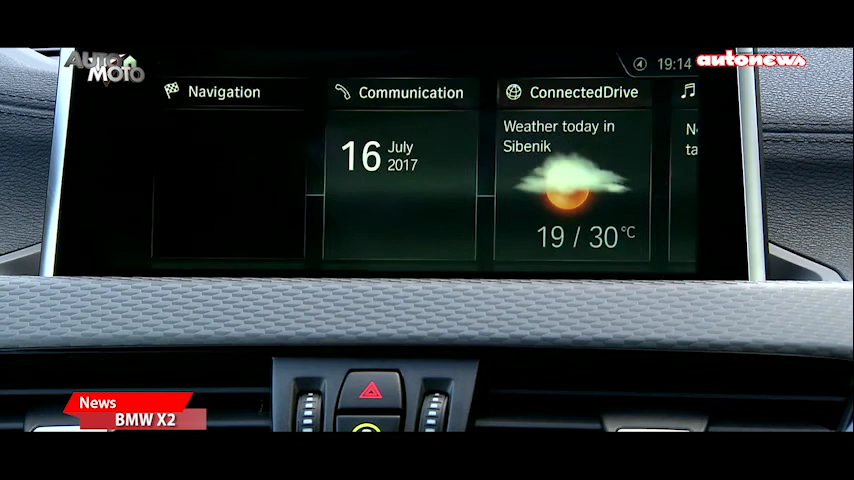 AUTO
MOTO
19:14
autonews
Navigation
Communication
ConnectedDrive
16 July
2017
Weather today in
Sibenik
19 / 30°C
News
BMW X2